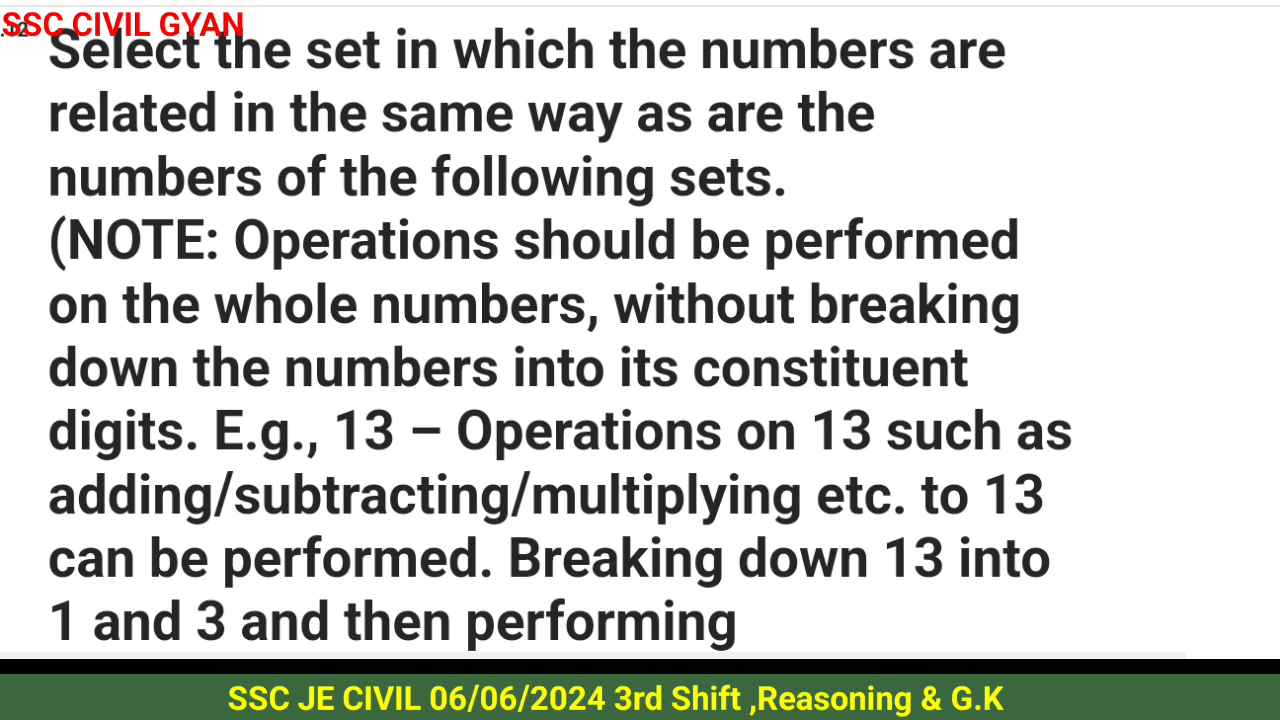 SSC CIVIL GYAN
Select the set in which the numbers are
related in the same way as are the
numbers of the following sets.
(NOTE: Operations should be performed
on the whole numbers, without breaking
down the numbers into its constituent
digits. E.g., 13 – Operations on 13 such as
adding/subtracting/multiplying etc. to 13
can be performed. Breaking down 13 into
1 and 3 and then performing
SSC JE CIVIL 06/06/2024 3rd Shift ,Reasoning & G.K